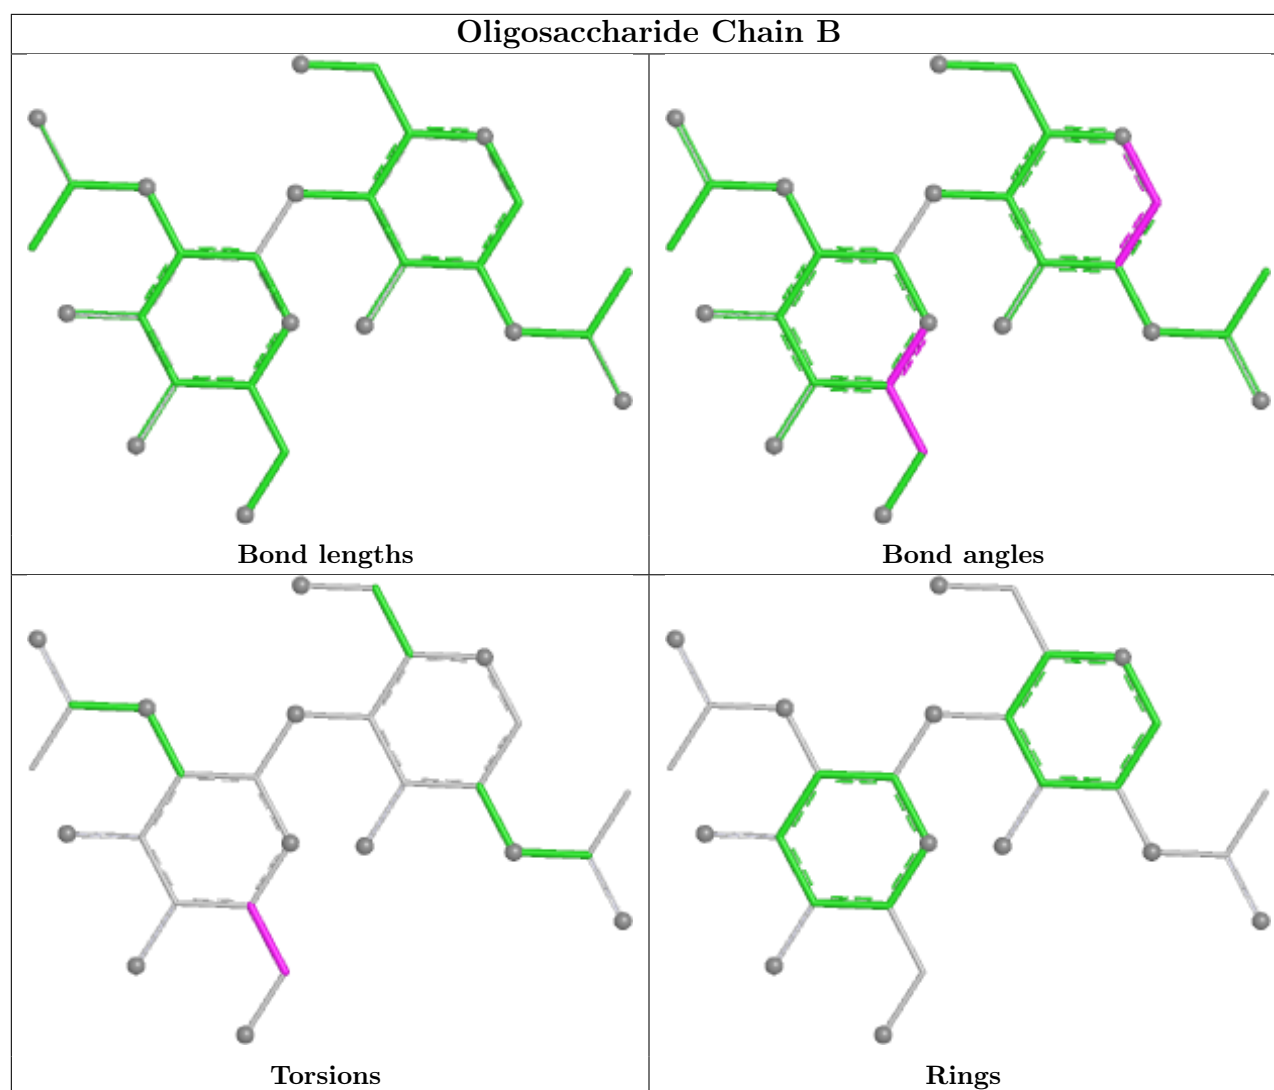 Oligosaccharide Chain B
Bond lengths
Bond angles
Torsions
Rings